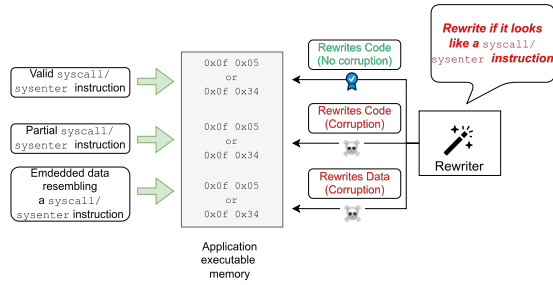 Rewrite if it looks
like a syscall/
sysenter instruction
Rewrites Code
(No corruption)
0x0f 0x05
or
0x0f 0x34
Valid syscall/
sysenter instruction
Rewrites Code
(Corruption)
0x0f 0x05
or
0x0f 0x34
Partial syscall/
sysenter instruction
Rewriter
Rewrites Data
(Corruption)
0x0f 0x05
or
0x0f 0x34
Emdedded data
resembling
a syscall/
sysenter instruction
Application
executable
memory